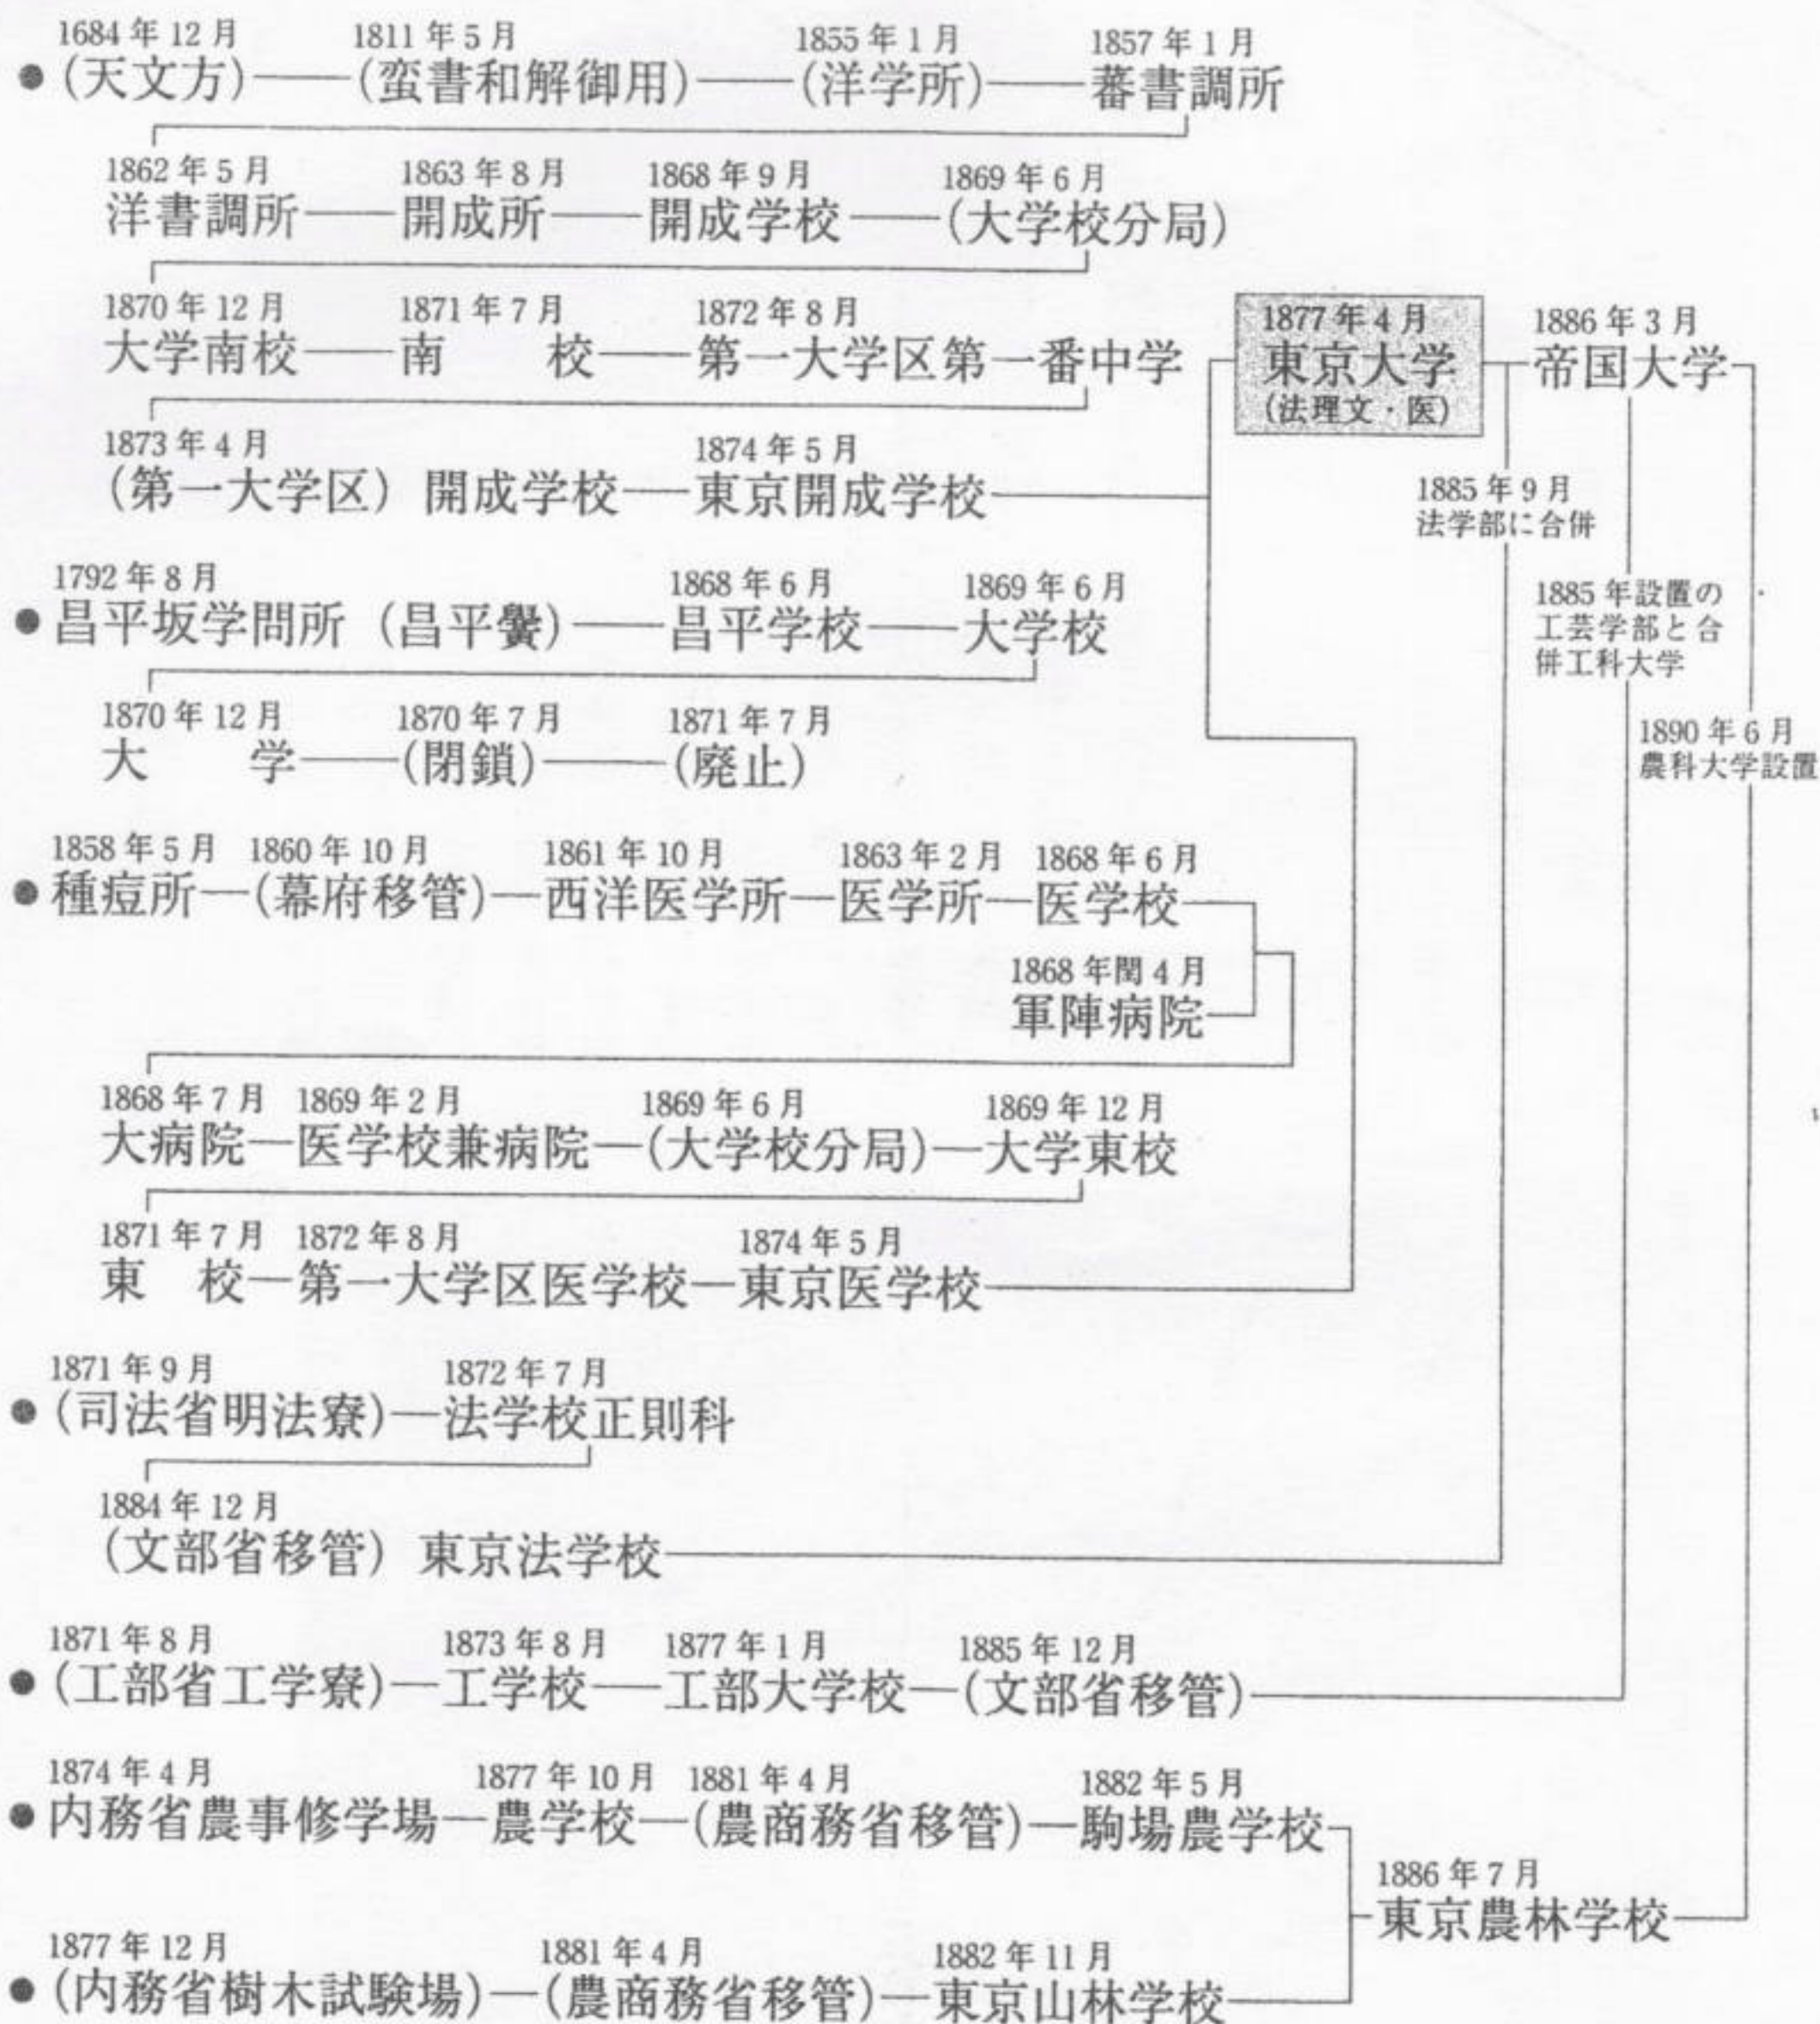 1684年12月 1811年5月 1855年1月 1857年1月
●(天文方)——(蛮書和解御用)——(洋学所)——蕃書調所
1862年5月 1863年8月 1868年9月 1869年6月
洋書調所——開成所——開成学校——(大学校分局)
1870年12月 1871年7月 1872年8月
大学南校——南 校——第一大学区第一番中学
1873年4月 1874年5月
(第一大学区)開成学校—東京開成学校
1877年4月
東京大学
(法理文・医)
1886年3月
帝国大学
1885年9月
法学部に合併
1885年設置の
工芸学部と合
併工科大学
1890年6月
農科大学設置
1792年8月 1868年6月 1869年6月
●昌平坂学問所(昌平黌)——昌平学校——大学校
1870年12月 1870年7月 1871年7月
大 学——(閉鎖)——(廃止)
1858年5月 1860年10月 1861年10月 1863年2月 1868年6月
●種痘所—(幕府移管)—西洋医学所—医学所—医学校
1868年閏4月
軍陣病院
1868年7月 1869年2月 1869年6月 1869年12月
大病院—医学校兼病院—(大学校分局)—大学東校
1871年7月 1872年8月 1874年5月
東 校—第一大学区医学校—東京医学校
1871年9月 1872年7月
●(司法省明法寮)—法学校正則科
1884年12月
(文部省移管)東京法学校
1871年8月 1873年8月 1877年1月 1885年12月
●(工部省工学寮)—工学校—工部大学校—(文部省移管)
1874年4月 1877年10月 1881年4月 1882年5月
●内務省農事修学場—農学校—(農商務省移管)—駒場農学校
1886年7月
東京農林学校
1877年12月 1881年4月 1882年11月
●(内務省樹木試験場)—(農商務省移管)—東京山林学校